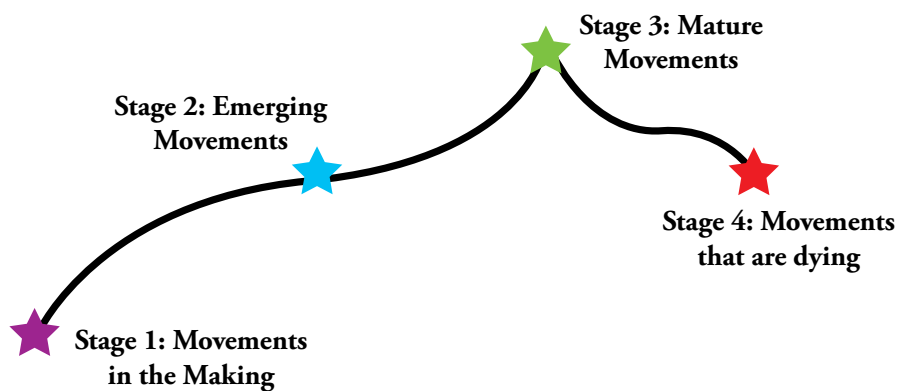 Stage 3: Mature
Movements
Stage 2: Emerging
Movements
Stage 4: Movements
that are dying
Stage 1: Movements
in the Making